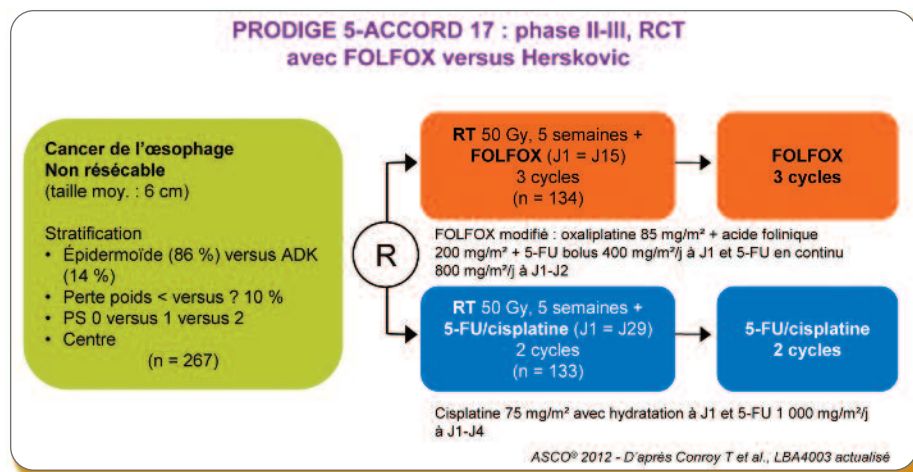 PRODIGE 5-ACCORD 17 : phase II-III, RCT
avec FOLFOX versus Herskovic
Cancer de l'œsophage
Non résécable
(taille moy. : 6 cm)
Stratification
• Épidermoïde (86 %) versus ADK
(14 %)
• Perte poids < versus ? 10 %
• PS 0 versus 1 versus 2
• Centre
(n = 267)
R
RT 50 Gy, 5 semaines +
FOLFOX (J1 = J15)
3 cycles
(n = 134)
FOLFOX
3 cycles
FOLFOX modifié : oxaliplatine 85 mg/m² + acide folinique
200 mg/m² + 5-FU bolus 400 mg/m²/j à J1 et 5-FU en continu
800 mg/m²/j à J1-J2
RT 50 Gy, 5 semaines +
5-FU/cisplatine (J1 = J29)
2 cycles
(n = 133)
5-FU/cisplatine
2 cycles
Cisplatine 75 mg/m² avec hydratation à J1 et 5-FU 1 000 mg/m²/j
à J1-J4
ASCO® 2012 - D'après Conroy T et al., LBA4003 actualisé